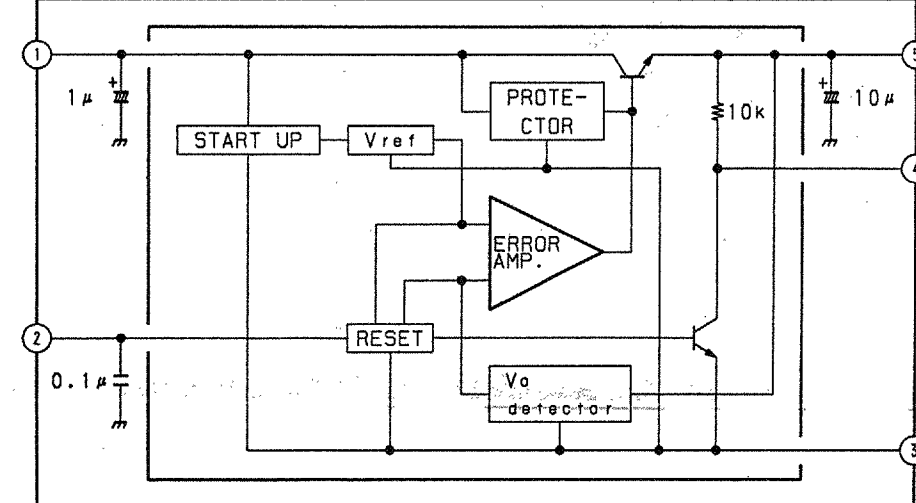 1
5
1μ
PROTE-
CTOR
10k
10μ
START UP
Vref
4
ERROR
AMP.
2
RESET
0.1μ
Vo
detector
3